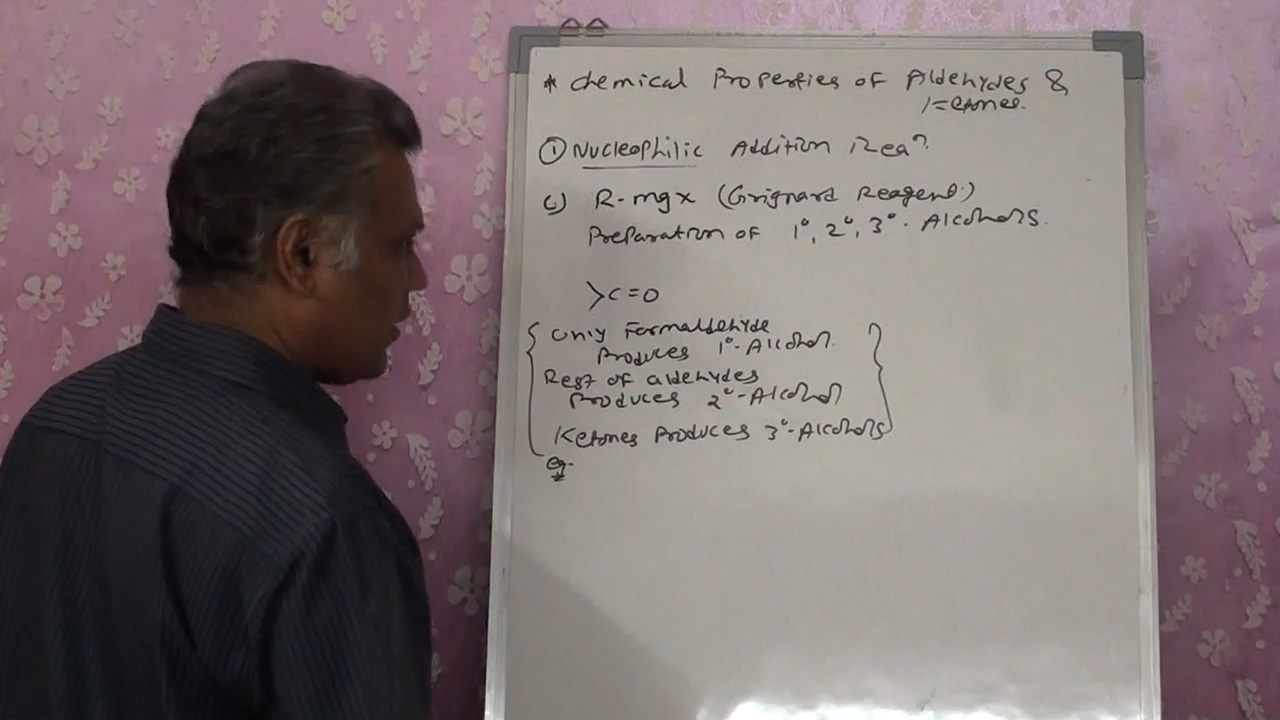 * Chemical Properties of Aldehydes &
Ketones.
① Nucleophilic Addition Rea?
c) R-mgx (Grignard Reagent)
Preparation of 1°, 2°, 3°. Alcohols.
>C=O
Only Formaldehyde
Produces 1°-Alcohol.
Rest of aldehydes
Produces 2°-Alcohol
Ketones Produces 3°-Alcohols
eg-